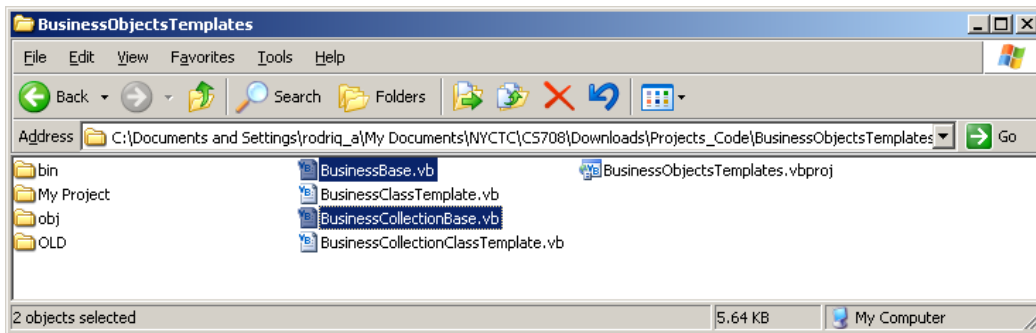 BusinessObjectsTemplates
File Edit View Favorites Tools Help
Back Search Folders
Address C:\Documents and Settings\rodriq_a\My Documents\NYCTC\CS708\Downloads\Projects_Code\BusinessObjectsTemplates Go
bin BusinessBase.vb BusinessObjectsTemplates.vbproj
My Project BusinessClassTemplate.vb
obj BusinessCollectionBase.vb
OLD BusinessCollectionClassTemplate.vb
2 objects selected 5.64 KB My Computer